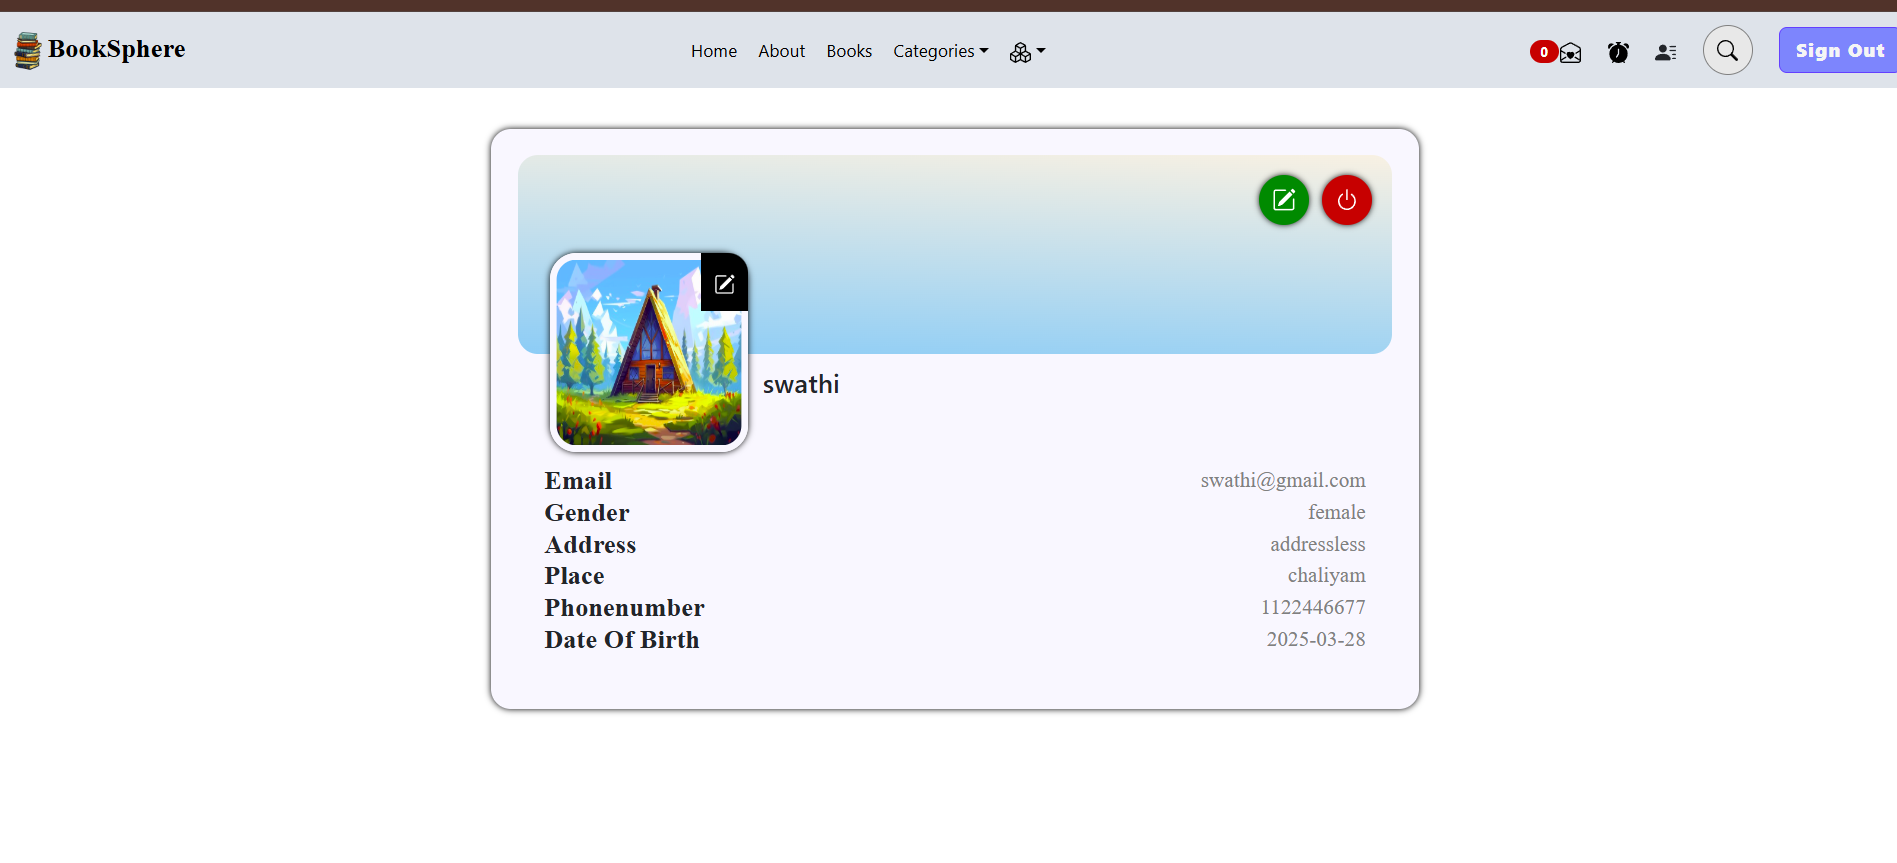 BookSphere Home About Books Categories 0 Sign Out
swathi
Email swathi@gmail.com
Gender female
Address addressless
Place chaliyam
Phonenumber 1122446677
Date Of Birth 2025-03-28